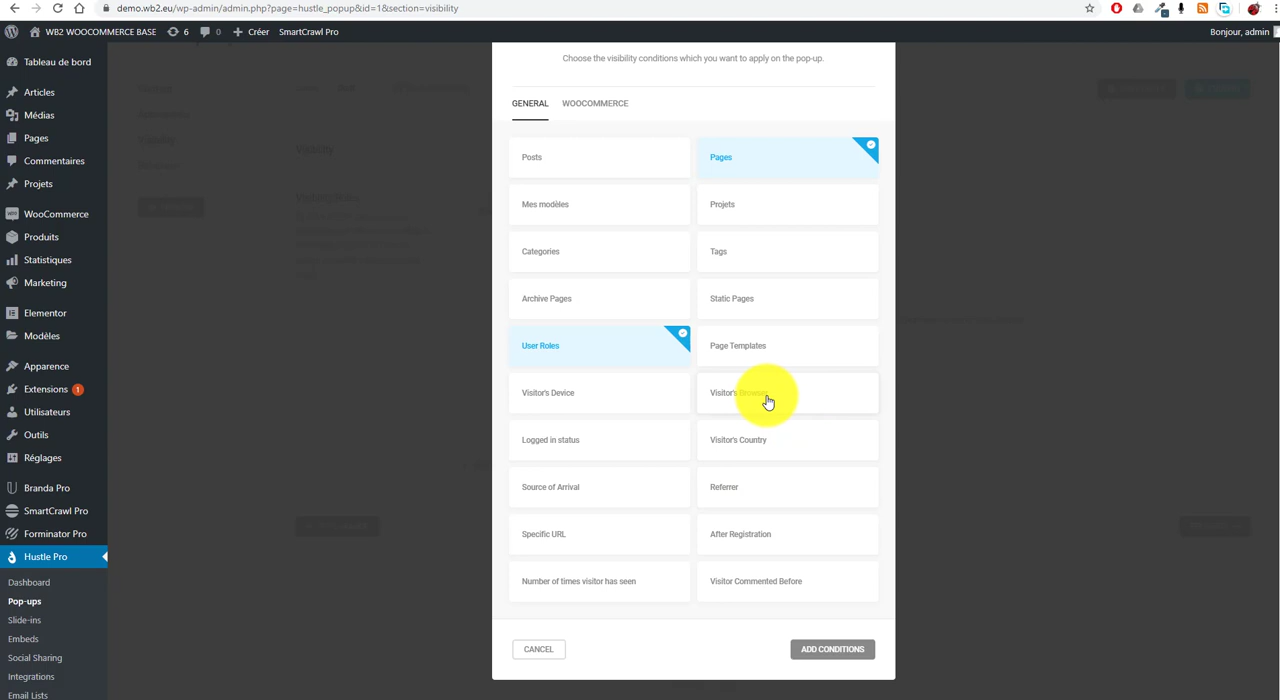 demo.wb2.eu/wp-admin/admin.php?page=hustle_popup&id=1&section=visibility
WB2 WOOCOMMERCE BASE
6
0
Créer
SmartCrawl Pro
Bonjour, admin
Tableau de bord
Articles
Médias
Pages
Commentaires
Projets
WooCommerce
Produits
Statistiques
Marketing
Elementor
Modèles
Apparence
Extensions 1
Utilisateurs
Outils
Réglages
Branda Pro
SmartCrawl Pro
Forminator Pro
Hustle Pro
Dashboard
Pop-ups
Slide-ins
Embeds
Social Sharing
Integrations
Email Lists
Visibility
Visibility
Visibility Rules
Choose the visibility conditions which you want to apply on the pop-up.
GENERAL
WOOCOMMERCE
Posts
Pages
Mes modèles
Projets
Categories
Tags
Archive Pages
Static Pages
User Roles
Page Templates
Visitor's Device
Visitor's Browser
Logged in status
Visitor's Country
Source of Arrival
Referrer
Specific URL
After Registration
Number of times visitor has seen
Visitor Commented Before
CANCEL
ADD CONDITIONS